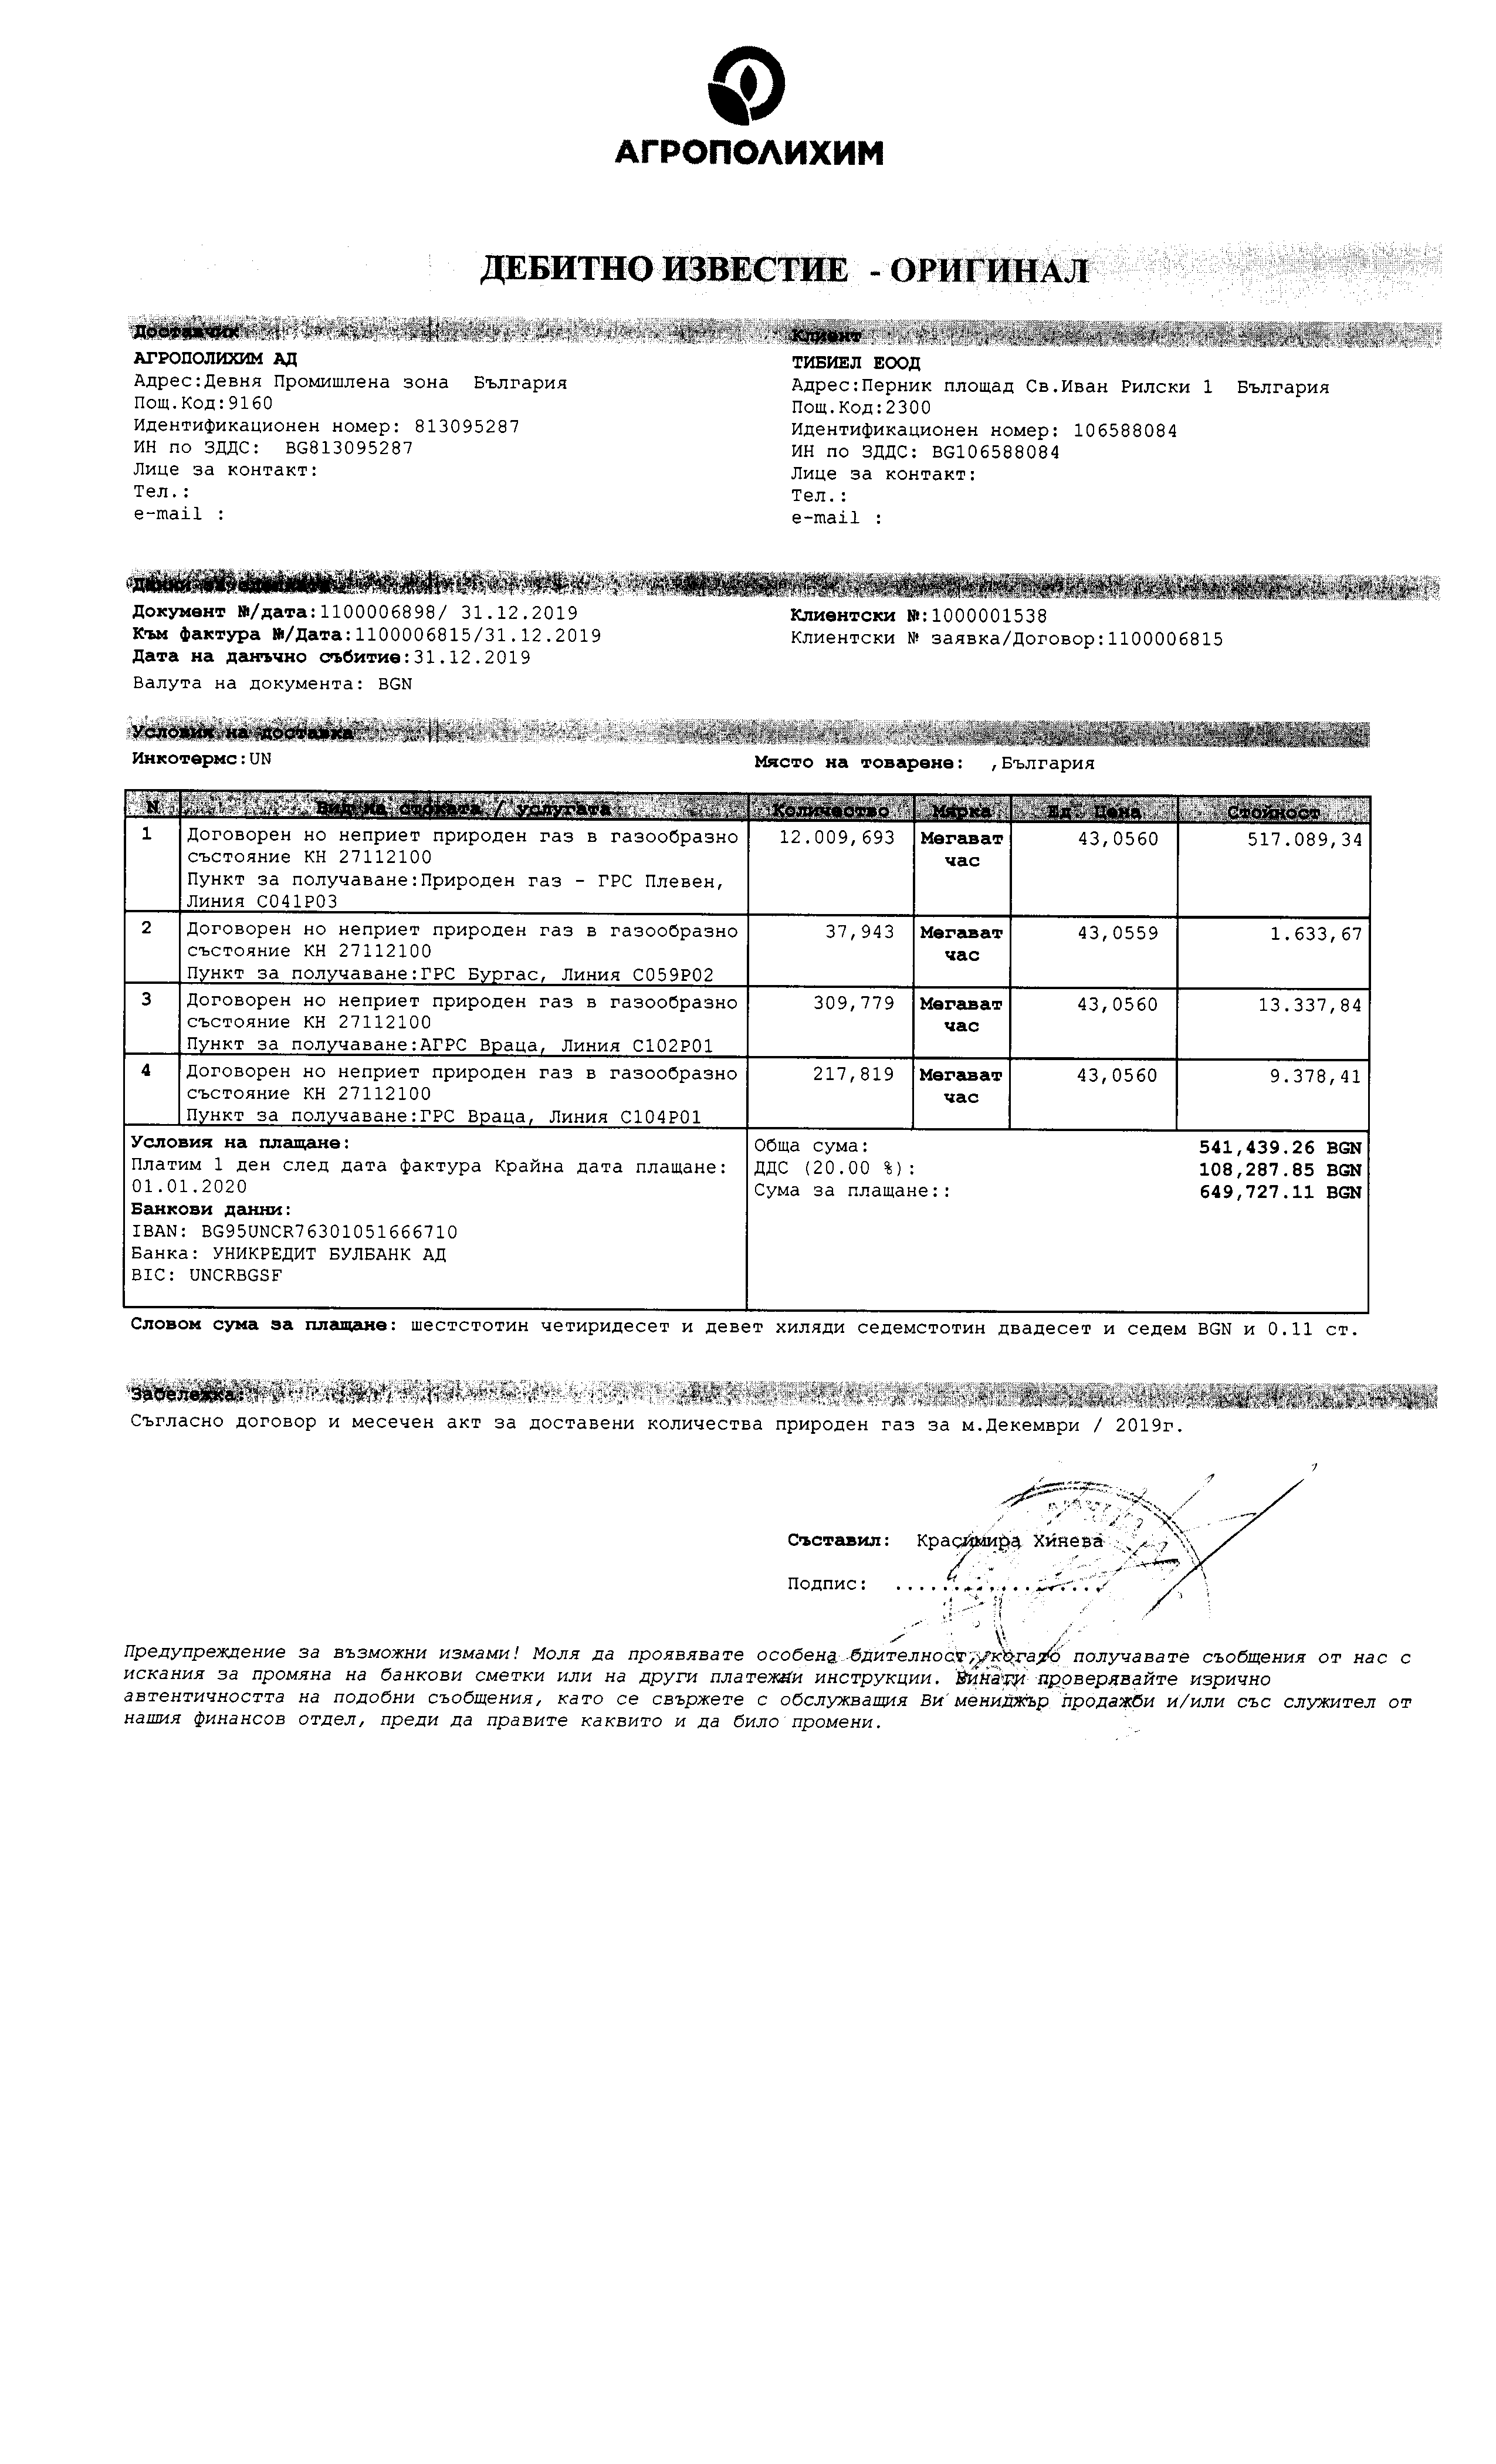 АГРОПОЛИХИМ
ДЕБИТНО ИЗВЕСТИЕ - ОРИГИНАЛ
Доставчик
АГРОПОЛИХИМ АД
Адрес:Девня Промишлена зона България
Пощ.Код:9160
Идентификационен номер: 813095287
ИН по ЗДДС: BG813095287
Лице за контакт:
Тел.:
e-mail :
Клиент
ТИБИЕЛ ЕООД
Адрес:Перник площад Св.Иван Рилски 1 България
Пощ.Код:2300
Идентификационен номер: 106588084
ИН по ЗДДС: BG106588084
Лице за контакт:
Тел.:
e-mail :
Данни
Документ №/дата:1100006898/ 31.12.2019
Към фактура №/Дата:1100006815/31.12.2019
Дата на данъчно събитие:31.12.2019
Валута на документа: BGN
Клиентски №:1000001538
Клиентски № заявка/Договор:1100006815
Условия на доставка
Инкотермс:UN
Място на товарене: ,България
N Вид на стоката / услугата Количество Мярка Ед. Цена Стойност
1 Договорен но неприет природен газ в газообразно 12.009,693 Мегават 43,0560 517.089,34
състояние КН 27112100 час
Пункт за получаване:Природен газ - ГРС Плевен,
Линия С041Р03
2 Договорен но неприет природен газ в газообразно 37,943 Мегават 43,0559 1.633,67
състояние КН 27112100 час
Пункт за получаване:ГРС Бургас, Линия С059Р02
3 Договорен но неприет природен газ в газообразно 309,779 Мегават 43,0560 13.337,84
състояние КН 27112100 час
Пункт за получаване:АГРС Враца, Линия С102Р01
4 Договорен но неприет природен газ в газообразно 217,819 Мегават 43,0560 9.378,41
състояние КН 27112100 час
Пункт за получаване:ГРС Враца, Линия С104Р01
Условия на плащане:
Платим 1 ден след дата фактура Крайна дата плащане:
01.01.2020
Банкови данни:
IBAN: BG95UNCR76301051666710
Банка: УНИКРЕДИТ БУЛБАНК АД
BIC: UNCRBGSF
Обща сума: 541,439.26 BGN
ДДС (20.00 %): 108,287.85 BGN
Сума за плащане:: 649,727.11 BGN
Словом сума за плащане: шестстотин четиридесет и девет хиляди седемстотин двадесет и седем BGN и 0.11 ст.
Забележка:
Съгласно договор и месечен акт за доставени количества природен газ за м.Декември / 2019г.
Съставил: Красимира Хинева
Подпис: ..................
Предупреждение за възможни измами! Моля да проявявате особена бдителност, когато получавате съобщения от нас с
искания за промяна на банкови сметки или на други платежни инструкции. Винаги проверявайте изрично
автентичността на подобни съобщения, като се свържете с обслужващия Ви мениджър продажби и/или със служител от
нашия финансов отдел, преди да правите каквито и да било промени.